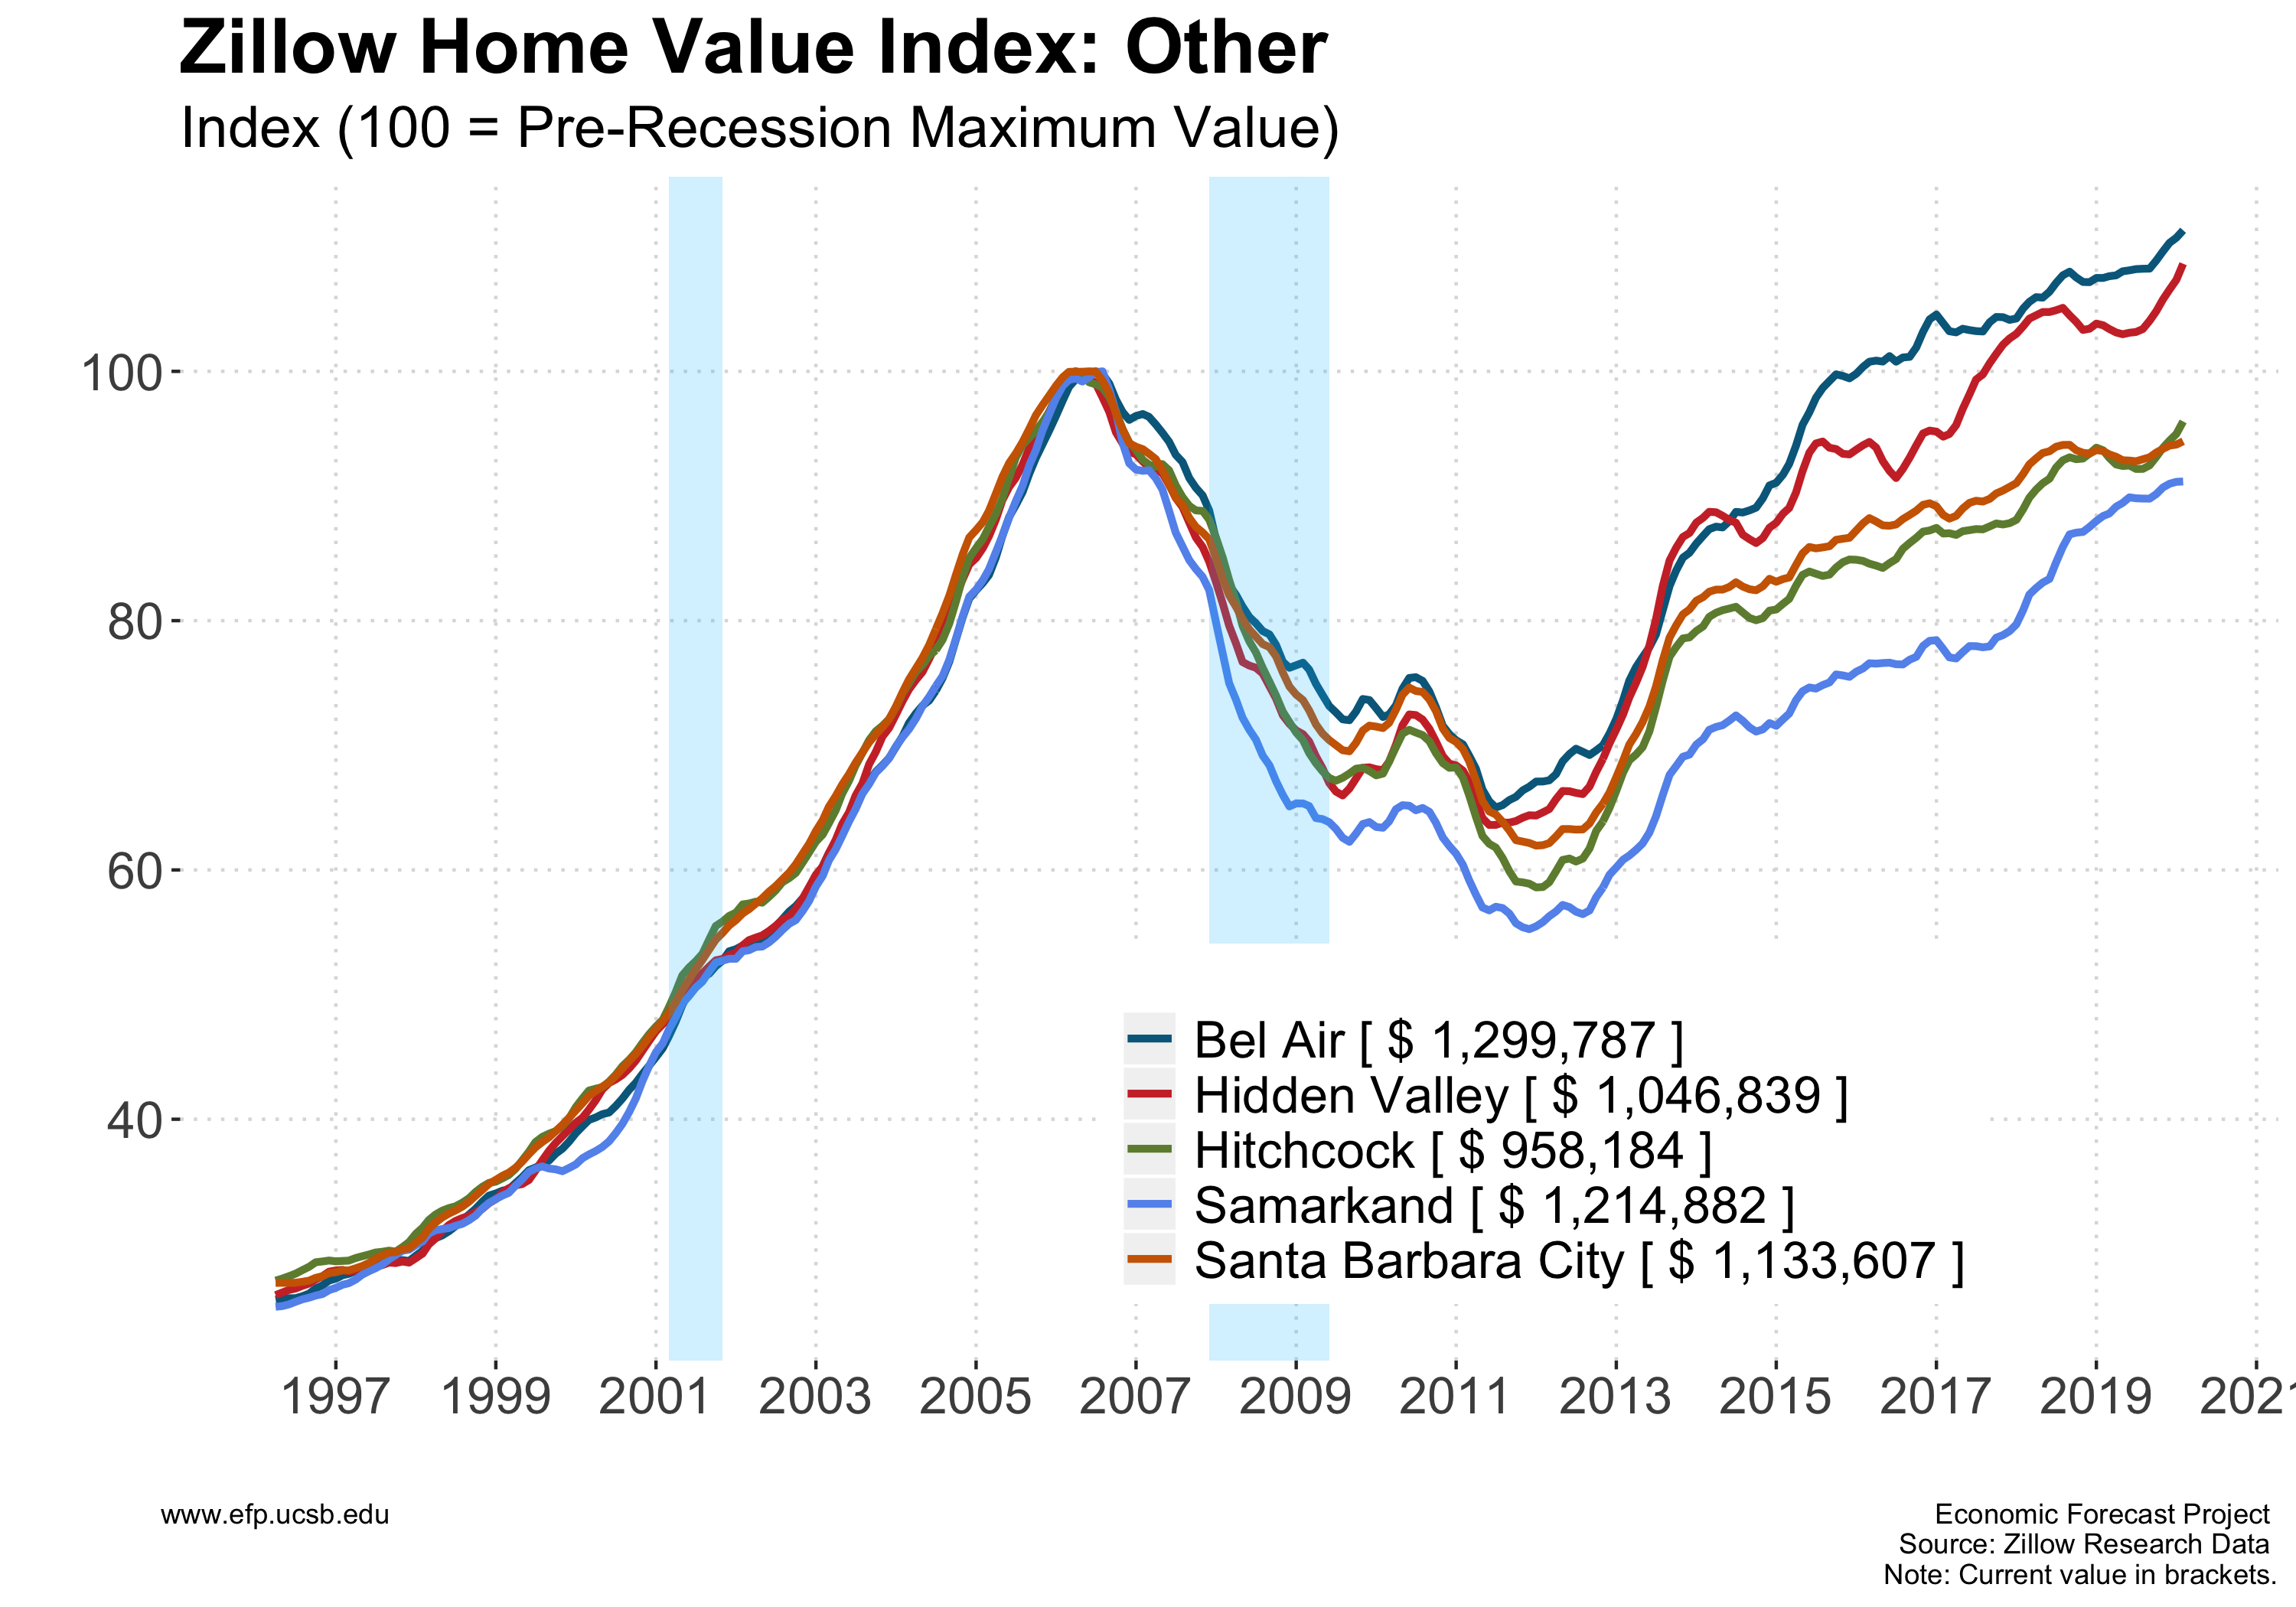 Zillow Home Value Index: Other
Index (100 = Pre-Recession Maximum Value)
100
80
60
40
Bel Air [ $ 1,299,787 ]
Hidden Valley [ $ 1,046,839 ]
Hitchcock [ $ 958,184 ]
Samarkand [ $ 1,214,882 ]
Santa Barbara City [ $ 1,133,607 ]
1997 1999 2001 2003 2005 2007 2009 2011 2013 2015 2017 2019 2021
www.efp.ucsb.edu
Economic Forecast Project
Source: Zillow Research Data
Note: Current value in brackets.